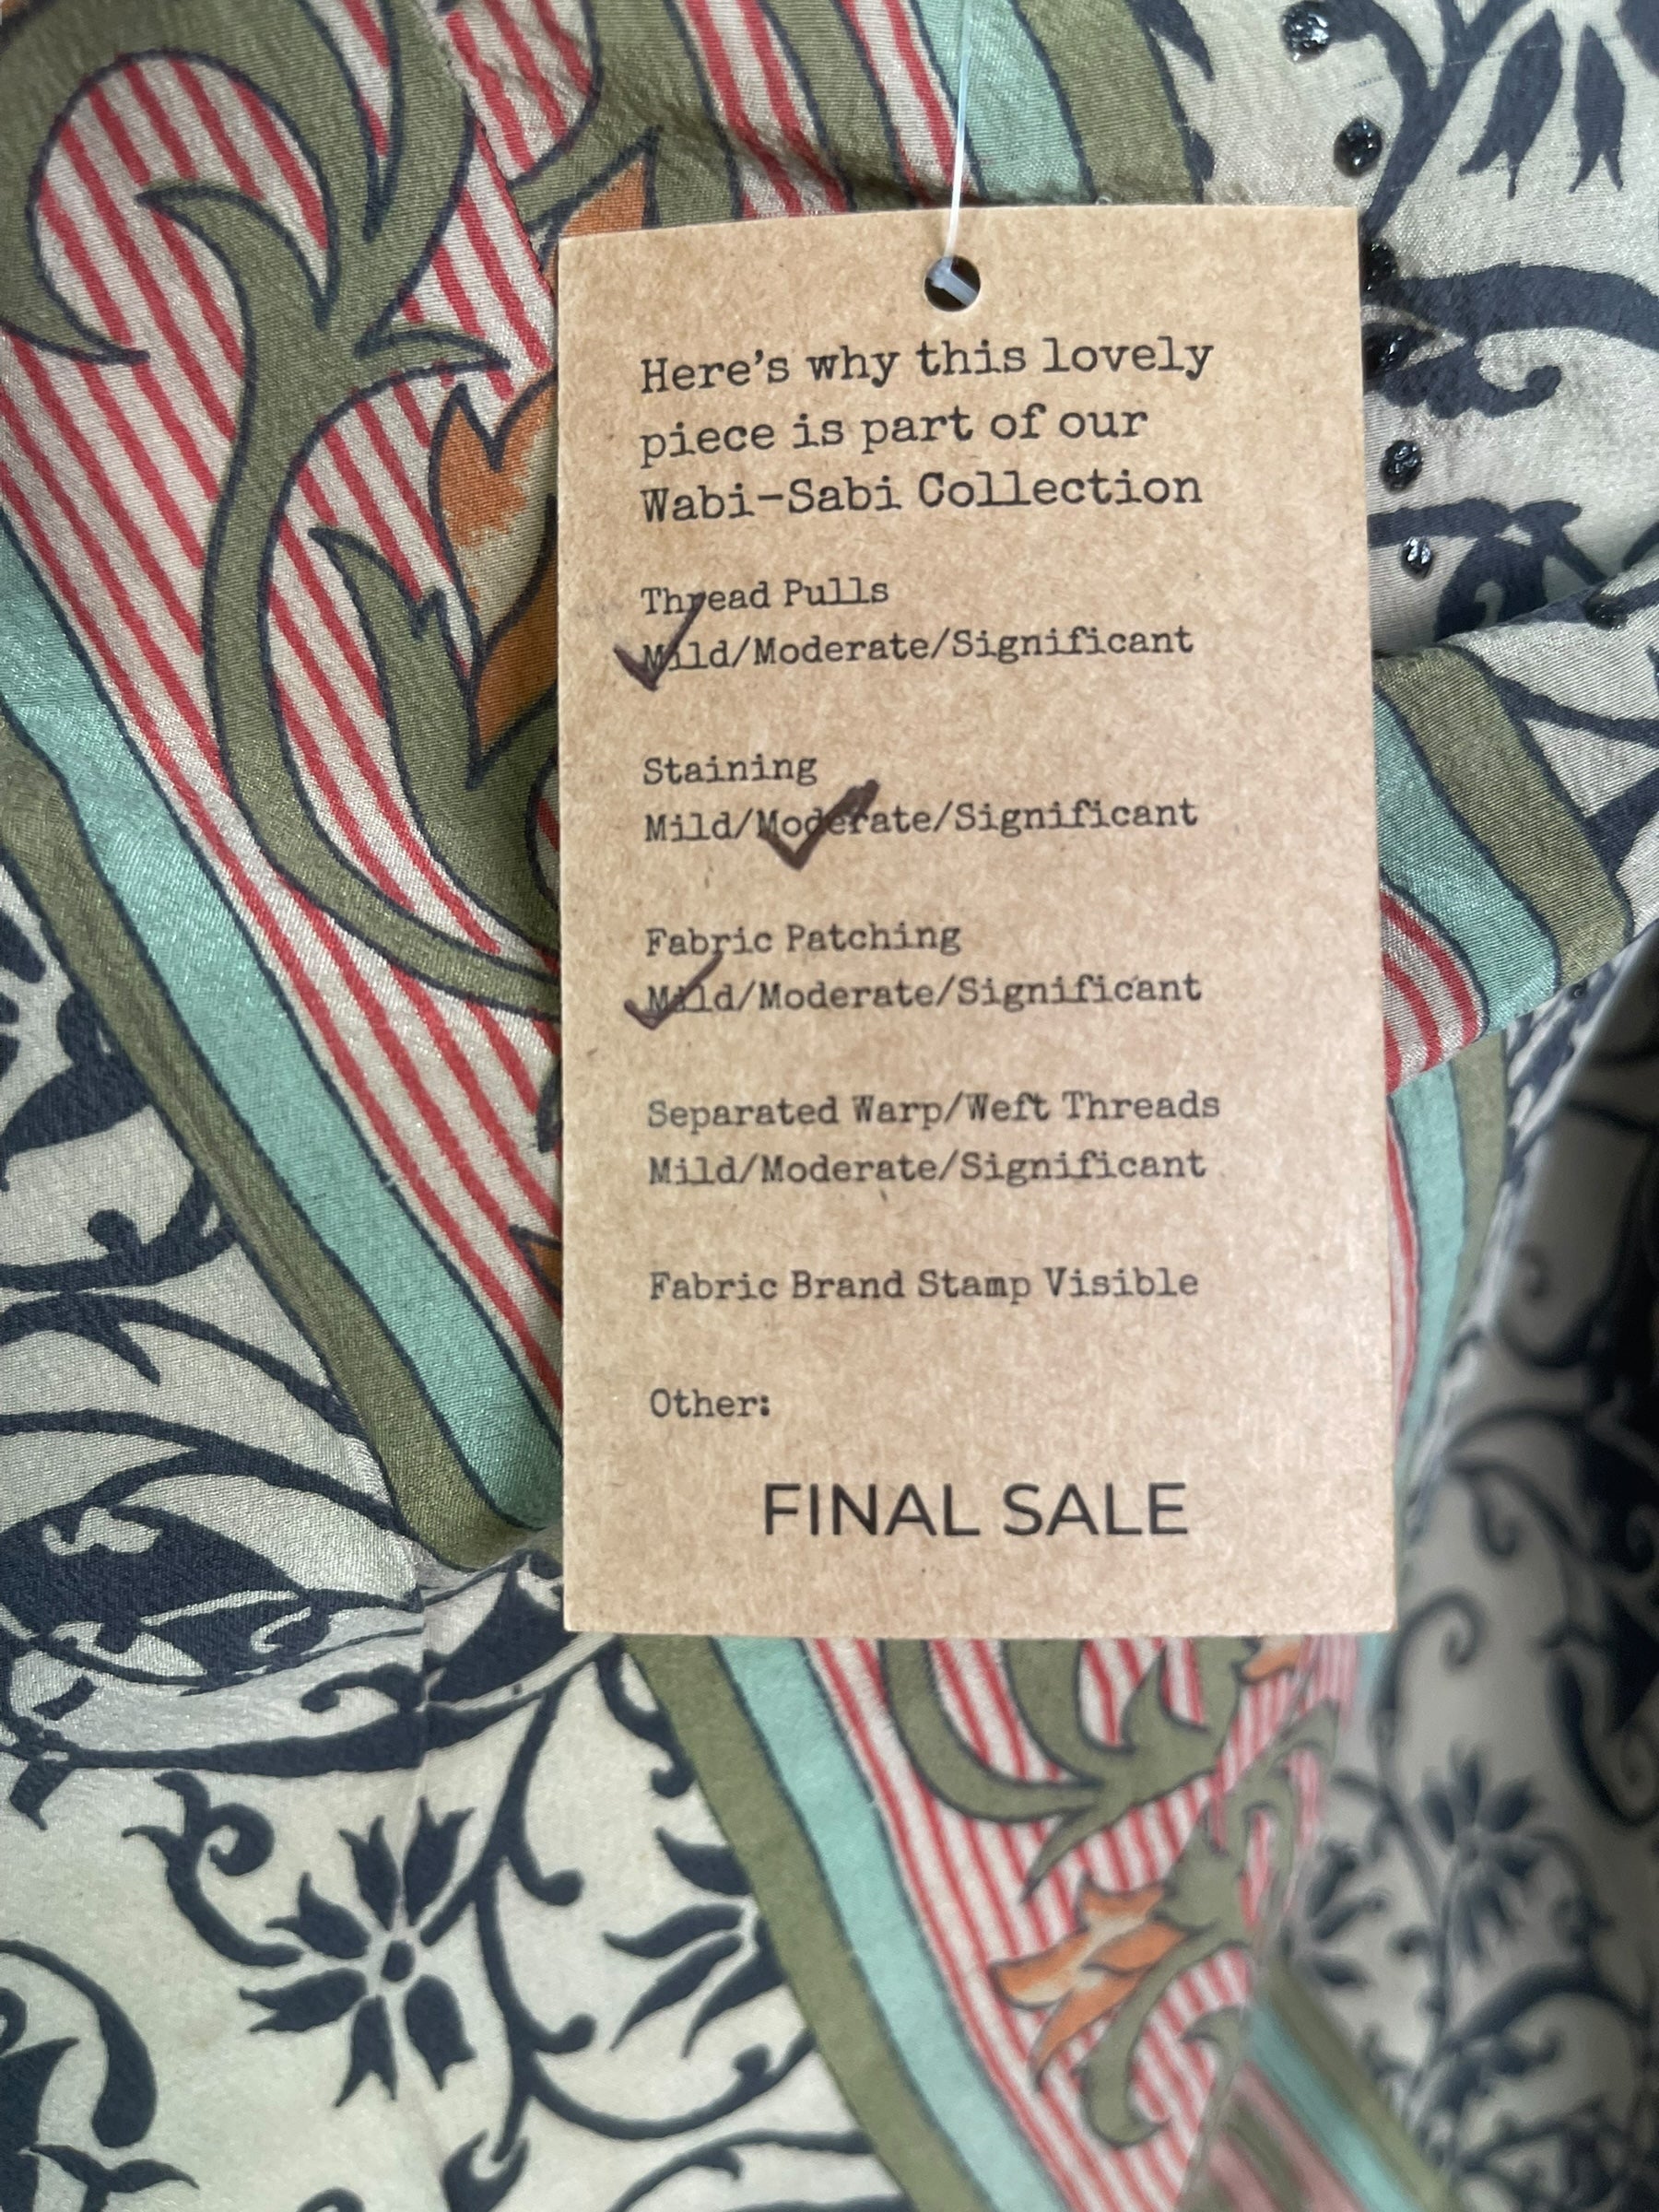 Here's why this lovely
piece is part of our
Wabi-Sabi Collection
Thread Pulls
Mild/Moderate/Significant
Staining
Mild/Moderate/Significant
Fabric Patching
Mild/Moderate/Significant
Separated Warp/Weft Threads
Mild/Moderate/Significant
Fabric Brand Stamp Visible
Other:
FINAL SALE